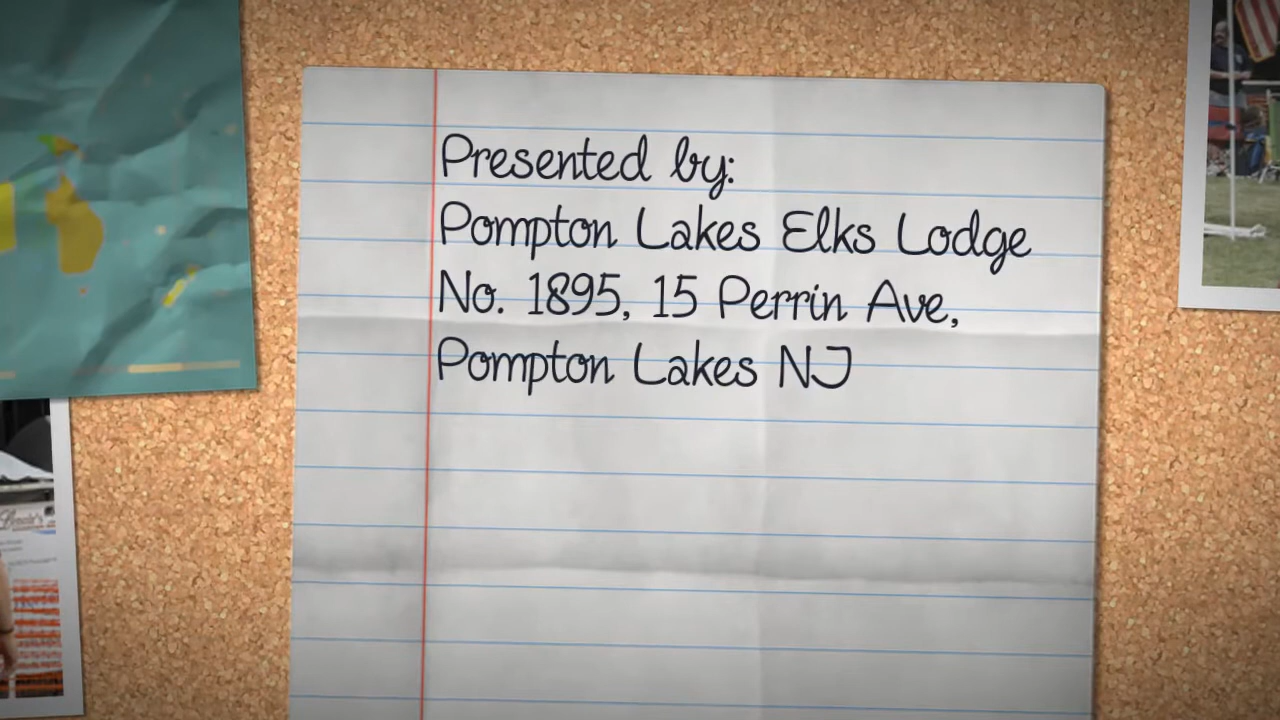 Presented by:
Pompton Lakes Elks Lodge
No. 1895, 15 Perrin Ave,
Pompton Lakes NJ